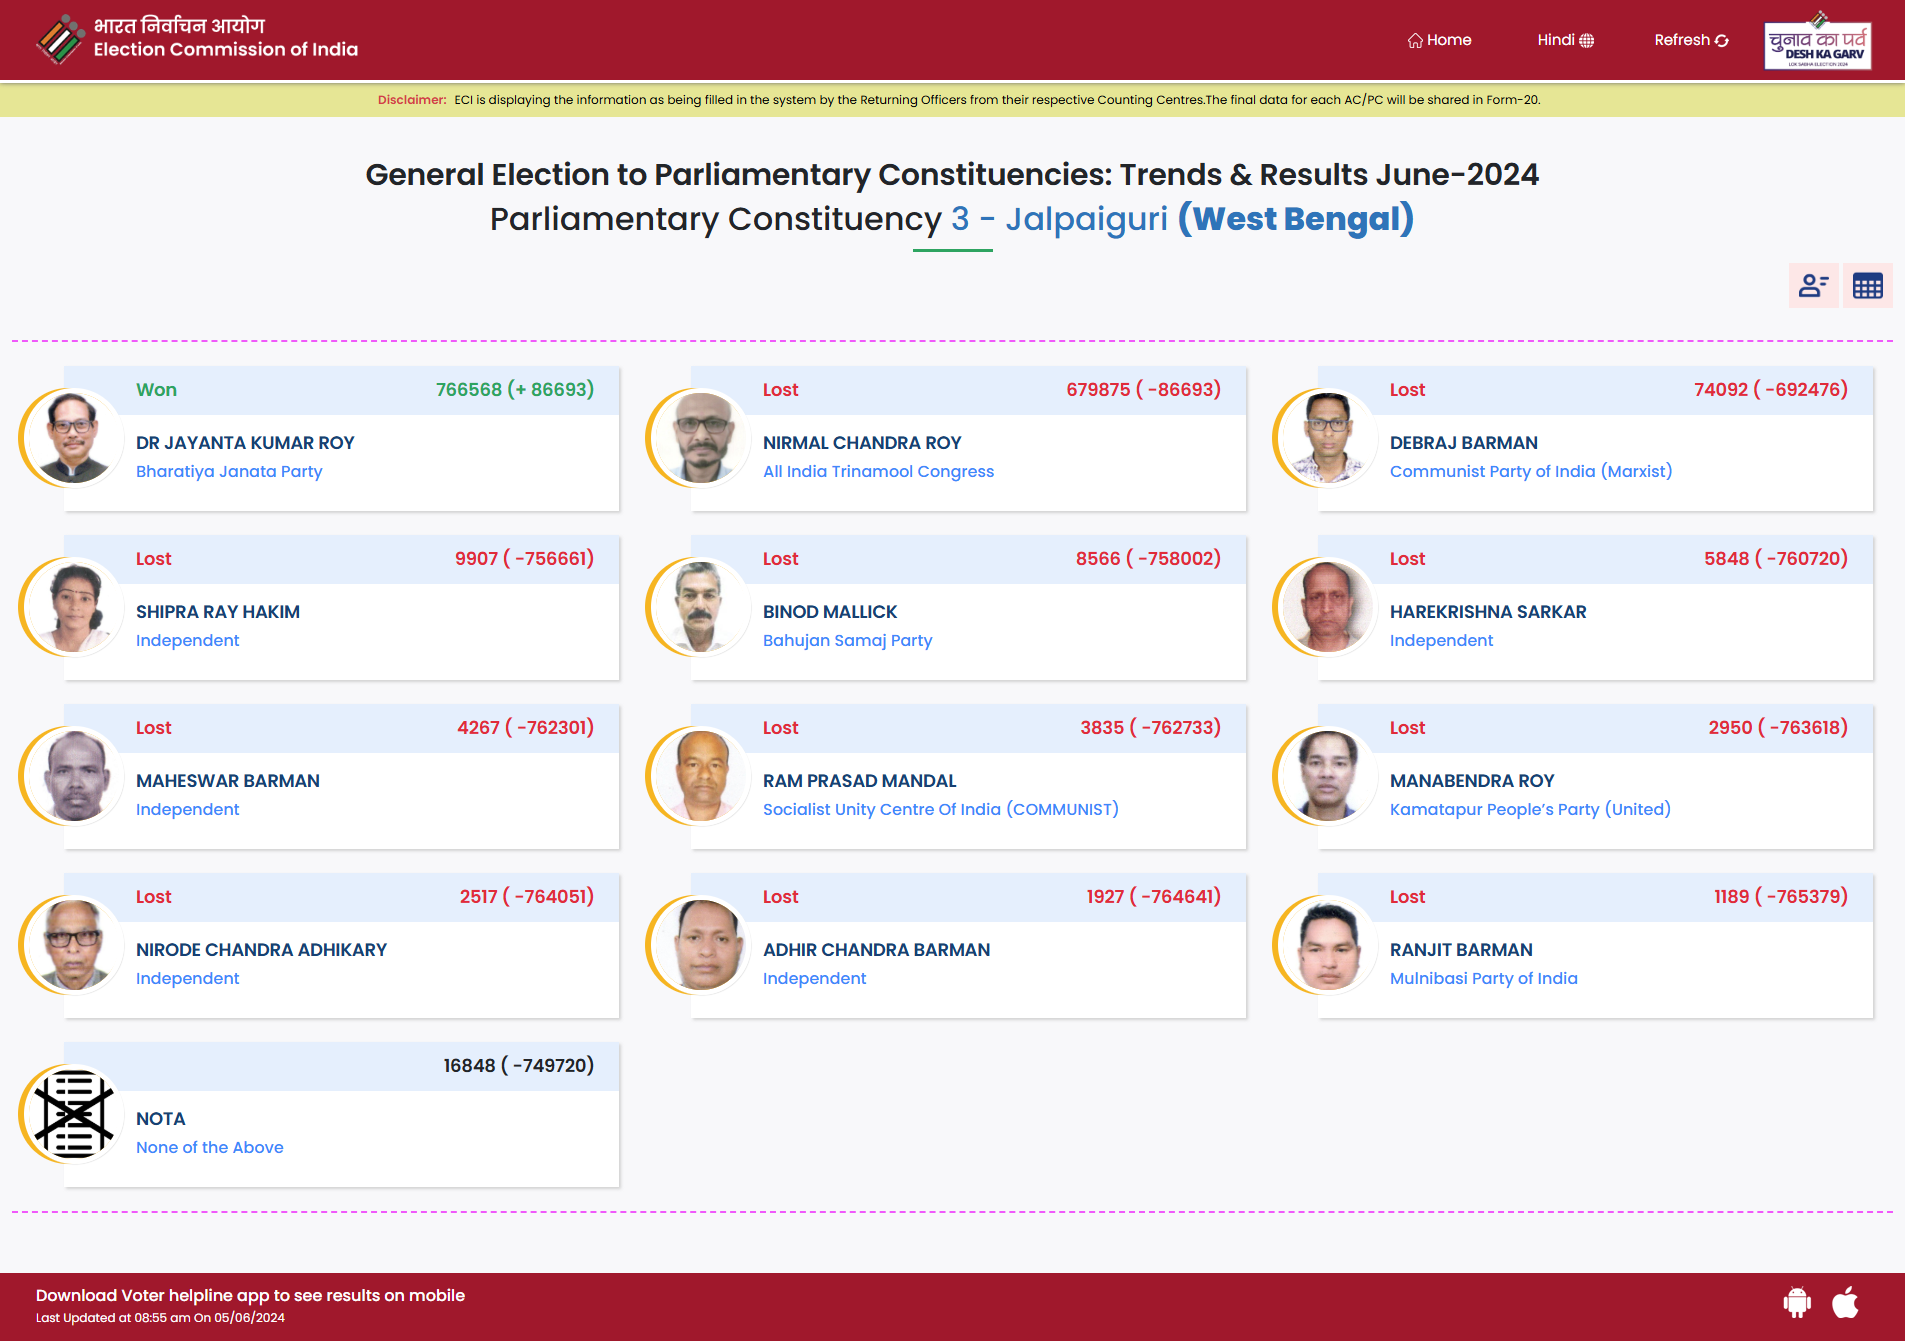 भारत निर्वाचन आयोग
Election Commission of India
Home
Hindi
Refresh
चुनाव का पर्व
DESH KA GARV
LOK SABHA ELECTION 2024
Disclaimer: ECI is displaying the information as being filled in the system by the Returning Officers from their respective Counting Centres.The final data for each AC/PC will be shared in Form-20.
General Election to Parliamentary Constituencies: Trends & Results June-2024
Parliamentary Constituency 3 - Jalpaiguri (West Bengal)
Won 766568 (+ 86693)
DR JAYANTA KUMAR ROY
Bharatiya Janata Party
Lost 679875 ( -86693)
NIRMAL CHANDRA ROY
All India Trinamool Congress
Lost 74092 ( -692476)
DEBRAJ BARMAN
Communist Party of India (Marxist)
Lost 9907 ( -756661)
SHIPRA RAY HAKIM
Independent
Lost 8566 ( -758002)
BINOD MALLICK
Bahujan Samaj Party
Lost 5848 ( -760720)
HAREKRISHNA SARKAR
Independent
Lost 4267 ( -762301)
MAHESWAR BARMAN
Independent
Lost 3835 ( -762733)
RAM PRASAD MANDAL
Socialist Unity Centre Of India (COMMUNIST)
Lost 2950 ( -763618)
MANABENDRA ROY
Kamatapur People's Party (United)
Lost 2517 ( -764051)
NIRODE CHANDRA ADHIKARY
Independent
Lost 1927 ( -764641)
ADHIR CHANDRA BARMAN
Independent
Lost 1189 ( -765379)
RANJIT BARMAN
Mulnibasi Party of India
16848 ( -749720)
NOTA
None of the Above
Download Voter helpline app to see results on mobile
Last Updated at 08:55 am On 05/06/2024